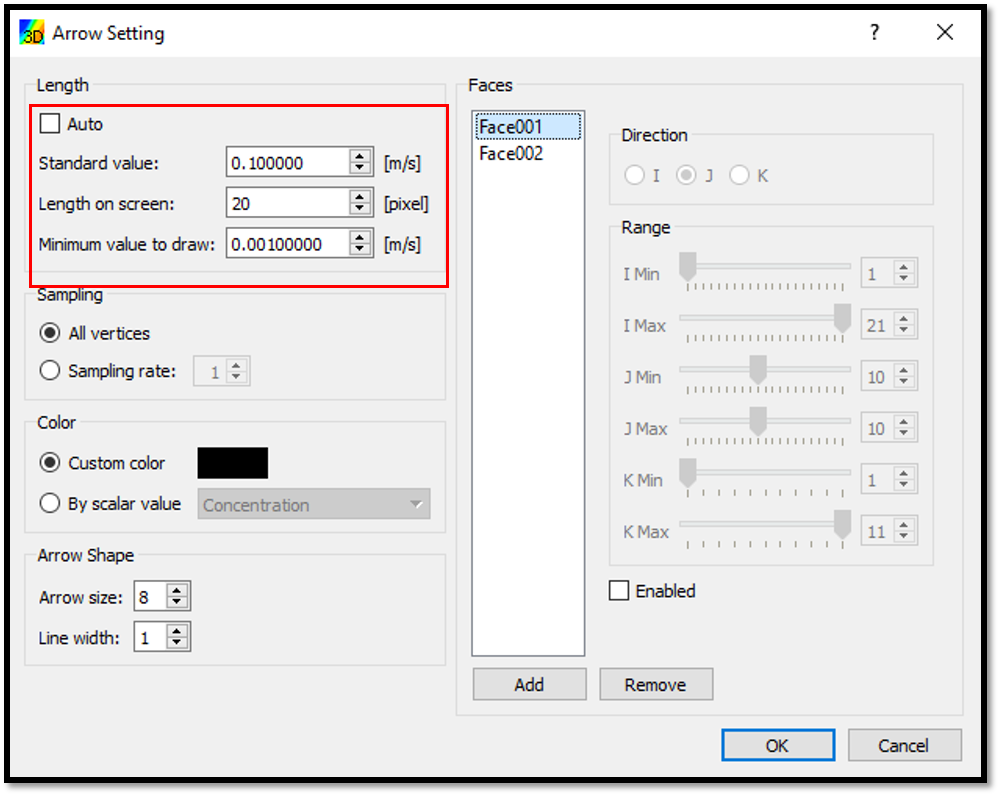 3D Arrow Setting ?
Length
Auto
Standard value: 0.100000 [m/s]
Length on screen: 20 [pixel]
Minimum value to draw: 0.00100000 [m/s]
Sampling
All vertices
Sampling rate: 1
Color
Custom color
By scalar value Concentration
Arrow Shape
Arrow size: 8
Line width: 1
Faces
Face001
Face002
Direction
I J K
Range
I Min 1
I Max 21
J Min 10
J Max 10
K Min 1
K Max 11
Enabled
Add Remove
OK Cancel